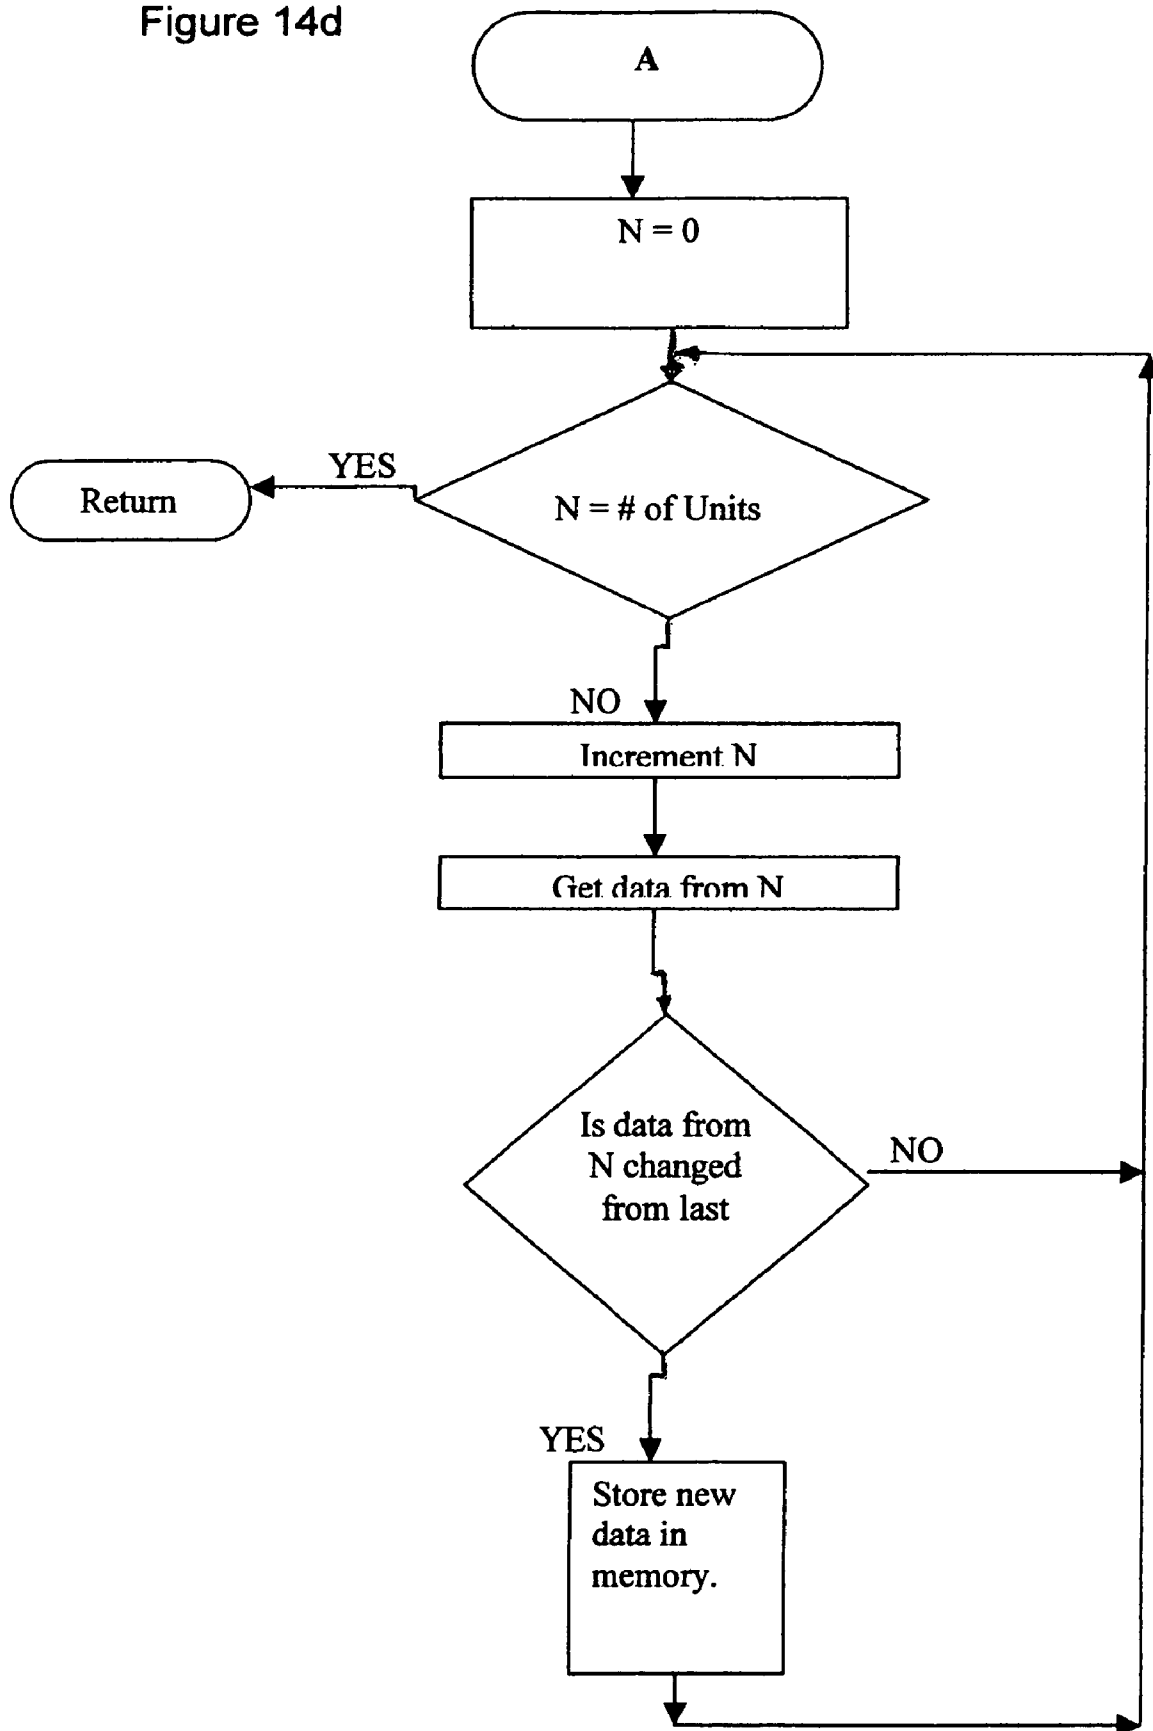 Figure 14d
A
N = 0
YES
Return
N = # of Units
NO
Increment N
Get data from N
Is data from
N changed
from last
NO
YES
Store new
data in
memory.